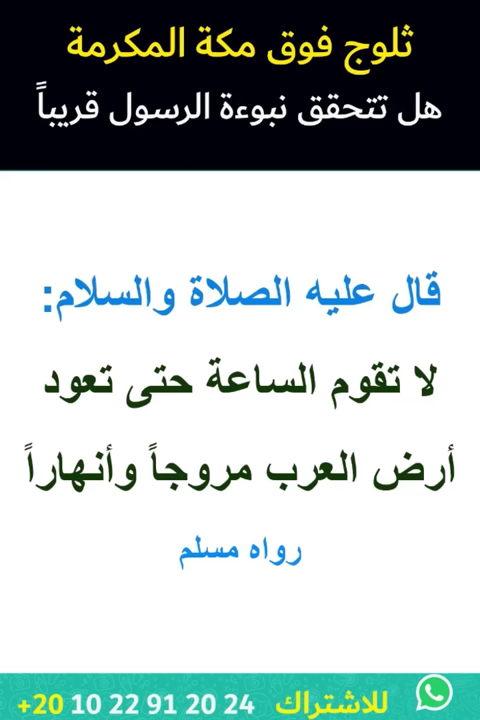 ثلوج فوق مكة المكرمة
هل تتحقق نبوءة الرسول قريباً
قال عليه الصلاة والسلام:
لا تقوم الساعة حتى تعود
أرض العرب مروجاً وأنهاراً
رواه مسلم
للاشتراك +20 10 22 91 20 24